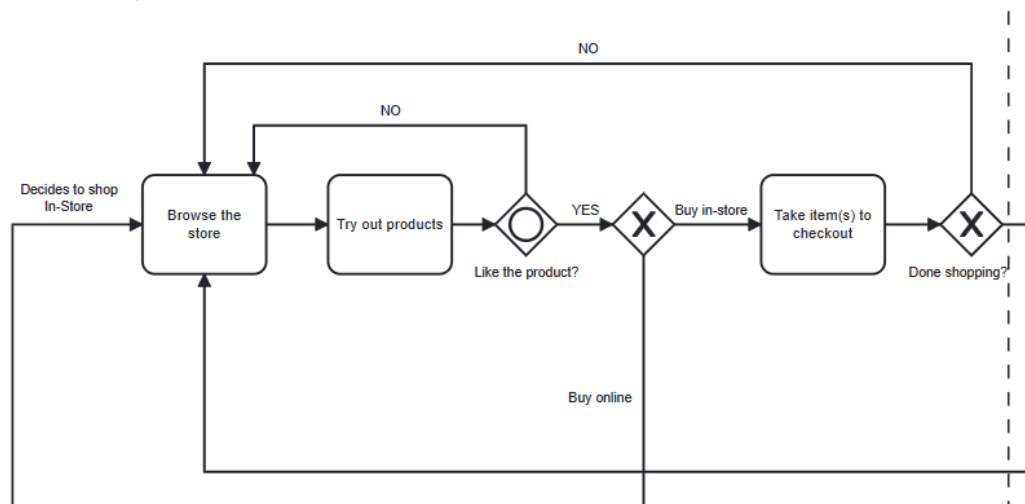 NO
NO
Decides to shop
In-Store
Browse the
store
Try out products
Like the product?
YES
X
Buy in-store
Take item(s) to
checkout
X
Done shopping?
Buy online